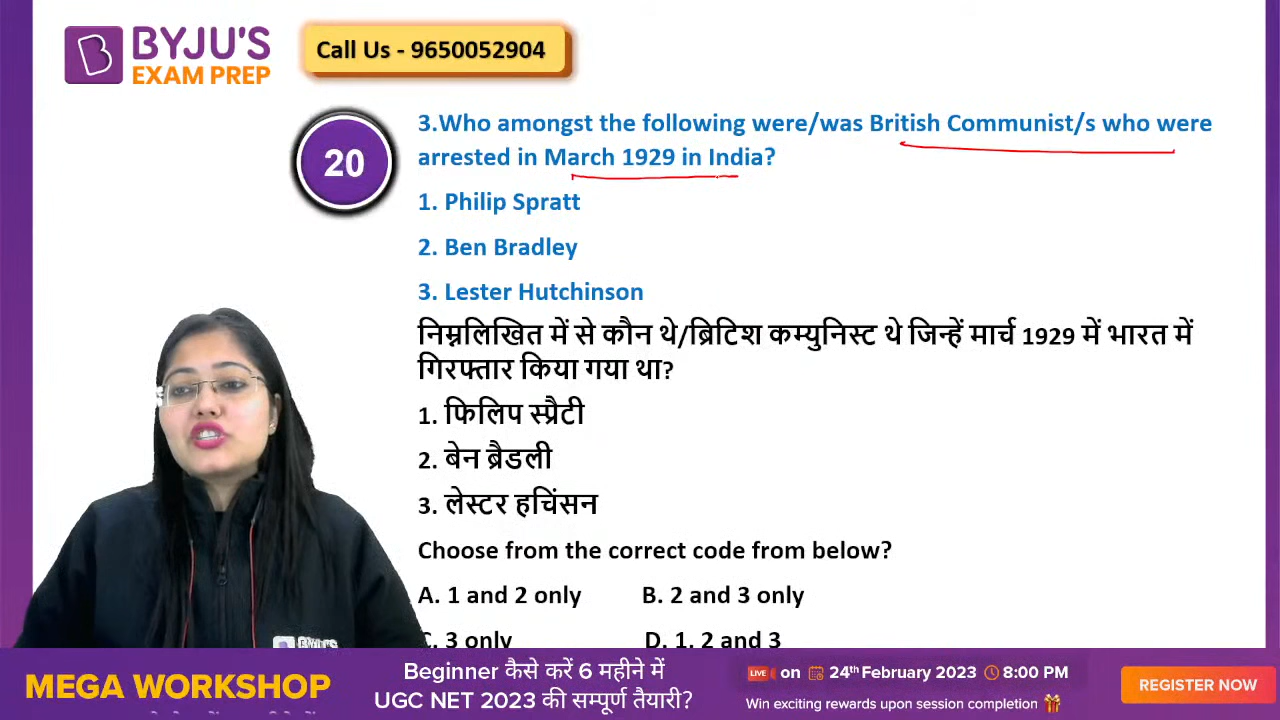 BYJU'S
EXAM PREP
Call Us - 9650052904
20
3.Who amongst the following were/was British Communist/s who were
arrested in March 1929 in India?
1. Philip Spratt
2. Ben Bradley
3. Lester Hutchinson
निम्नलिखित में से कौन थे/ब्रिटिश कम्युनिस्ट थे जिन्हें मार्च 1929 में भारत में
गिरफ्तार किया गया था?
1. फिलिप स्प्रैटी
2. बेन ब्रैडली
3. लेस्टर हचिंसन
Choose from the correct code from below?
A. 1 and 2 only B. 2 and 3 only
C. 3 only D. 1, 2 and 3
BYJU'S
MEGA WORKSHOP
Beginner कैसे करें 6 महीने में
UGC NET 2023 की सम्पूर्ण तैयारी?
LIVE on 24th February 2023 8:00 PM
Win exciting rewards upon session completion
REGISTER NOW